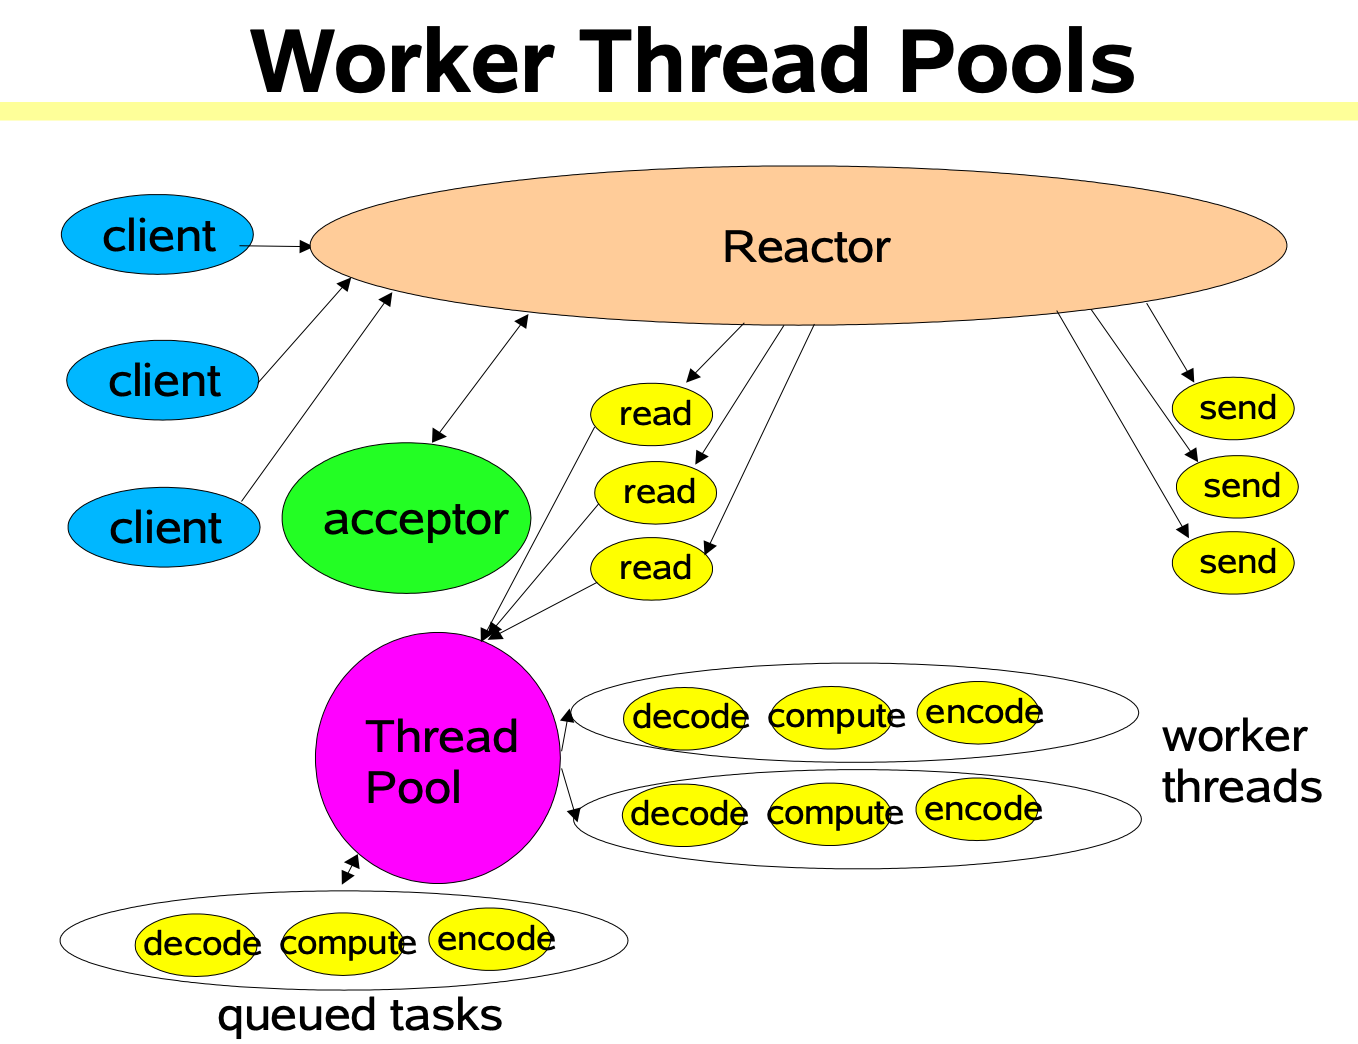 Worker Thread Pools
client
Reactor
client
client
acceptor
read
read
read
send
send
send
Thread
Pool
decode compute encode
decode compute encode
worker
threads
decode compute encode
queued tasks